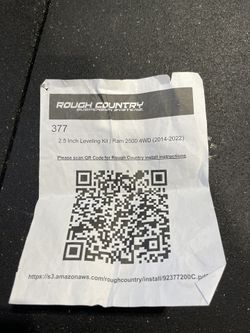 ROUGH COUNTRY
SUSPENSION SYSTEMS
377
2.5 Inch Leveling Kit / Ram 2500 4WD (2014-2022)
Please scan QR Code for Rough Country install instructions
https://s3.amazonaws.com/roughcountry/install/92377200C.pdf